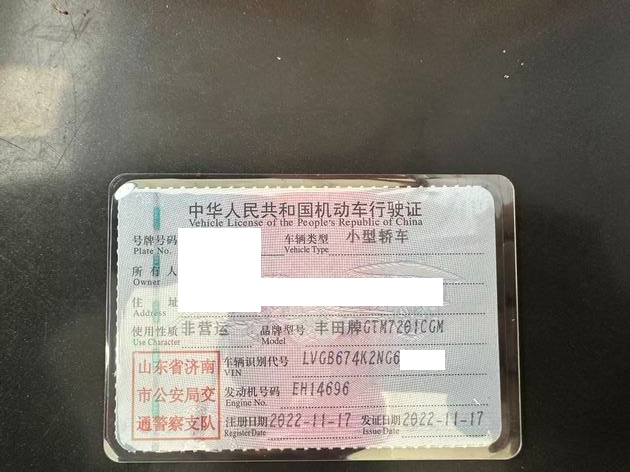 中华人民共和国机动车行驶证
Vehicle License of the People's Republic of China
号牌号码 车辆类型 小型轿车
Plate No. Vehicle Type
所有人
Owner
住 址
Address
使用性质 非营运 品牌型号 丰田牌GTM7201CGM
Use Character Model
山东省济南
市公安局交
通警察支队
车辆识别代号 LVGB674K2NG6
VIN
发动机号码 EH14696
Engine No.
注册日期 2022-11-17 发证日期 2022-11-17
Register Date Issue Date